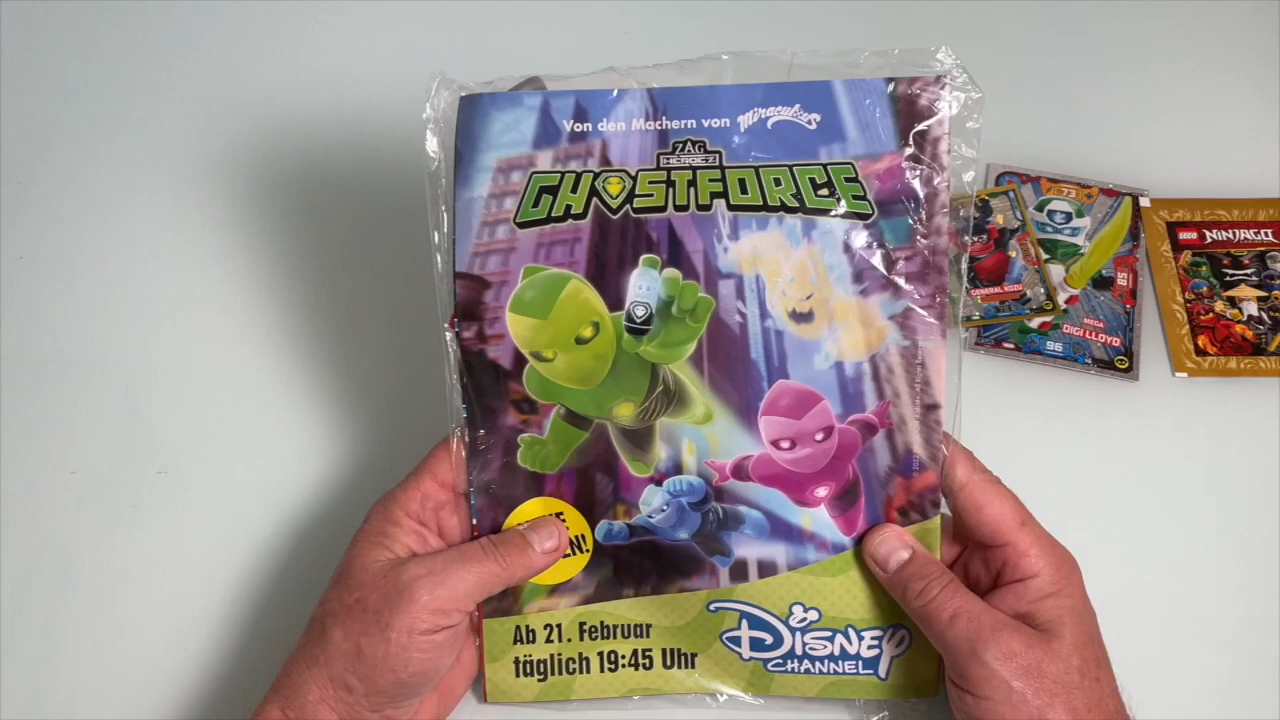 Von den Machern von Miraculous
ZAG
HEROEZ
GHOSTFORCE
Ab 21. Februar
täglich 19:45 Uhr
DISNEY
CHANNEL
73
GENERAL KOZU
85
MEGA
DIGI LLOYD
96
LEGO NINJAGO